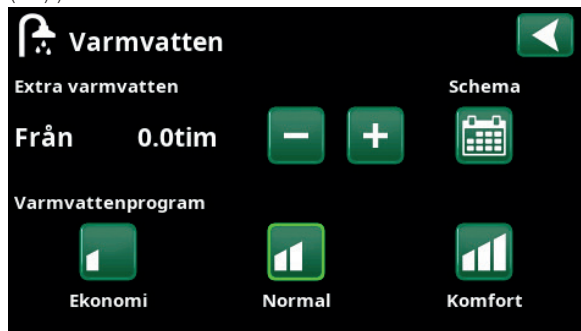 Varmvatten
Extra varmvatten
Schema
Från 0.0tim
Varmvattenprogram
Ekonomi Normal Komfort